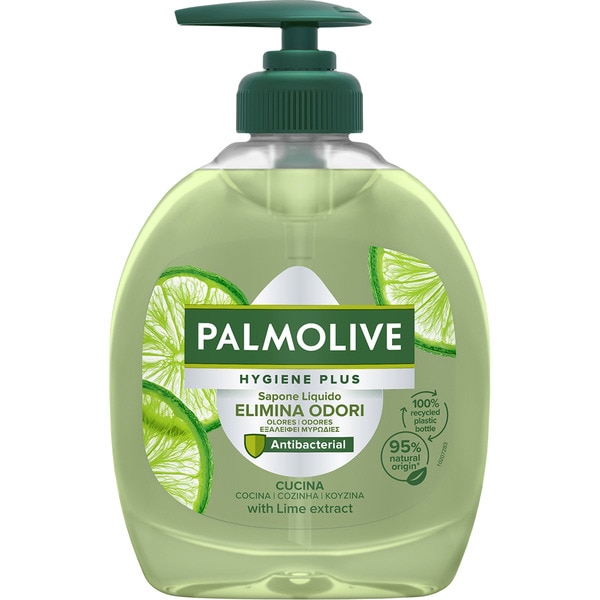 PALMOLIVE
HYGIENE PLUS
Sapone Liquido
ELIMINA ODORI
OLORES | ODORES
ΕΞΑΛΕΙΦΕΙ ΜΥΡΩΔΙΕΣ
Antibacterial
100%
recycled
plastic
bottle
95%
natural
origin*
CUCINA
COCINA | COZINHA | ΚΟΥΖΙΝΑ
with Lime extract